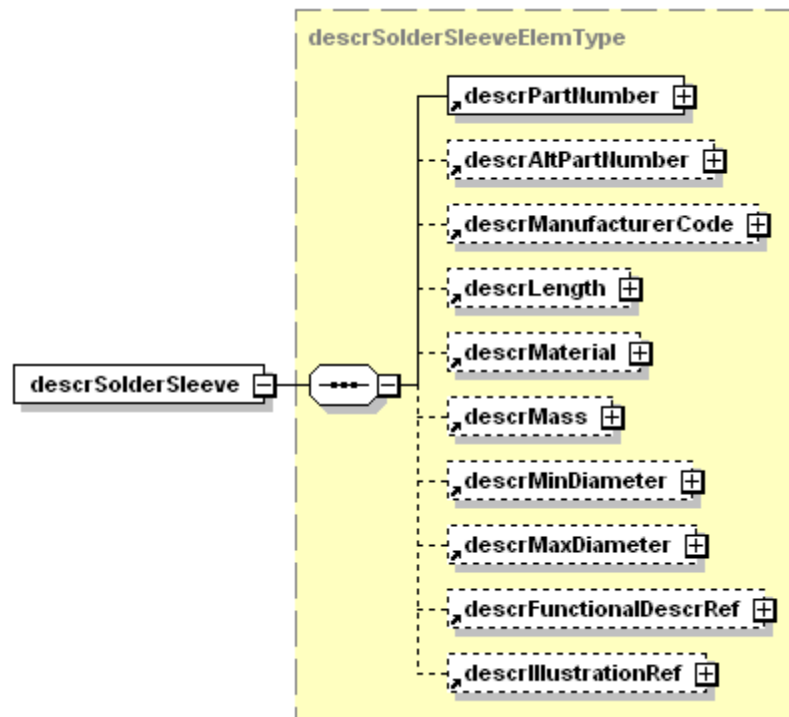 descrSolderSleeveElemType
descrPartNumber
descrAltPartNumber
descrManufacturerCode
descrLength
descrMaterial
descrSolderSleeve
descrMass
descrMinDiameter
descrMaxDiameter
descrFunctionalDescrRef
descrIllustrationRef